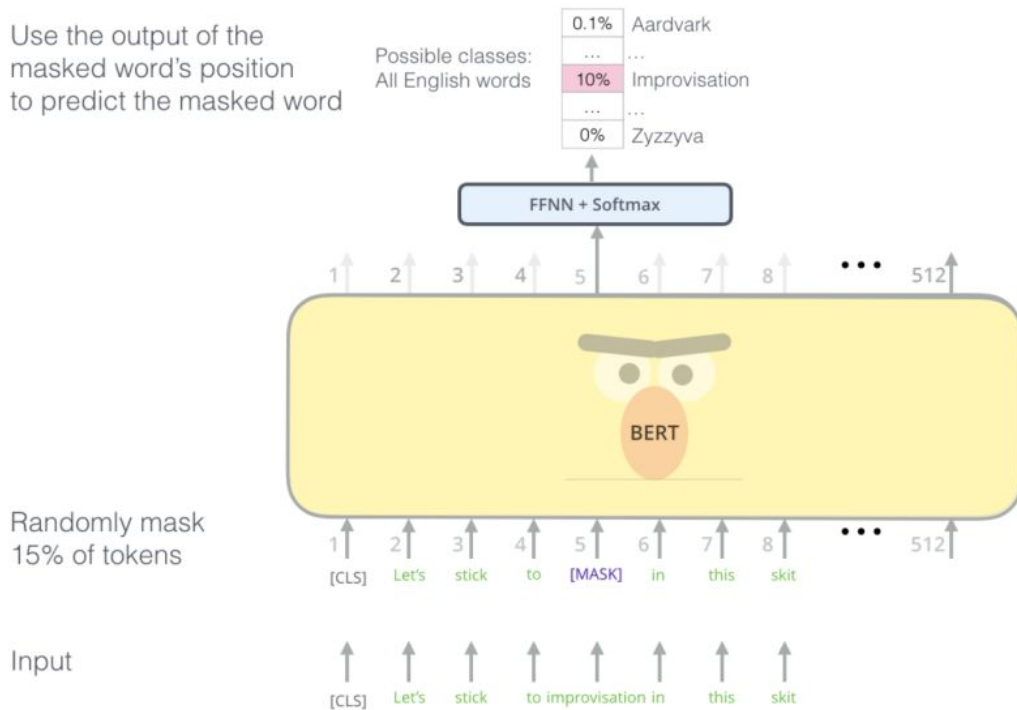 Use the output of the
masked word's position
to predict the masked word
Possible classes:
All English words
0.1% Aardvark
... ...
10% Improvisation
... ...
0% Zyzzyva
FFNN + Softmax
1 2 3 4 5 6 7 8 ... 512
BERT
Randomly mask
15% of tokens
1 2 3 4 5 6 7 8 ... 512
[CLS] Let's stick to [MASK] in this skit
Input
[CLS] Let's stick to improvisation in this skit